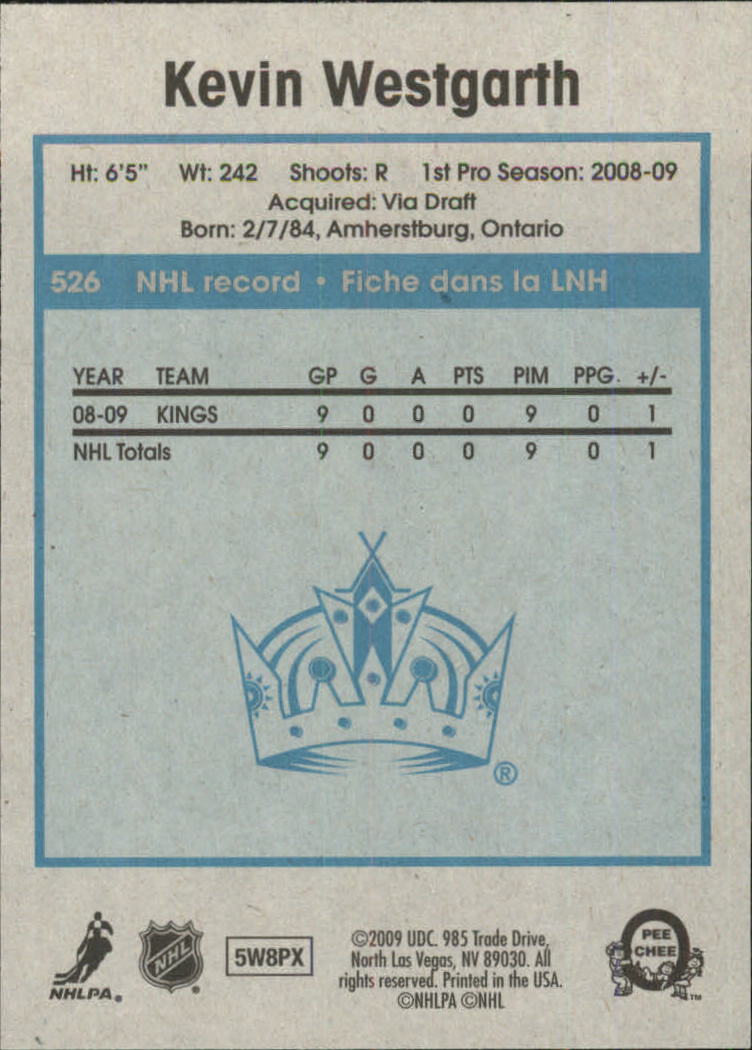 Kevin Westgarth
Ht: 6'5" Wt: 242 Shoots: R 1st Pro Season: 2008-09
Acquired: Via Draft
Born: 2/7/84, Amherstburg, Ontario
526 NHL record • Fiche dans la LNH
YEAR TEAM GP G A PTS PIM PPG. +/-
08-09 KINGS 9 0 0 0 9 0 1
NHL Totals 9 0 0 0 9 0 1
®
NHLPA®
NHL®
5W8PX
©2009 UDC. 985 Trade Drive,
North Las Vegas, NV 89030. All
rights reserved. Printed in the USA.
©NHLPA ©NHL
O
PEE
CHEE
TM